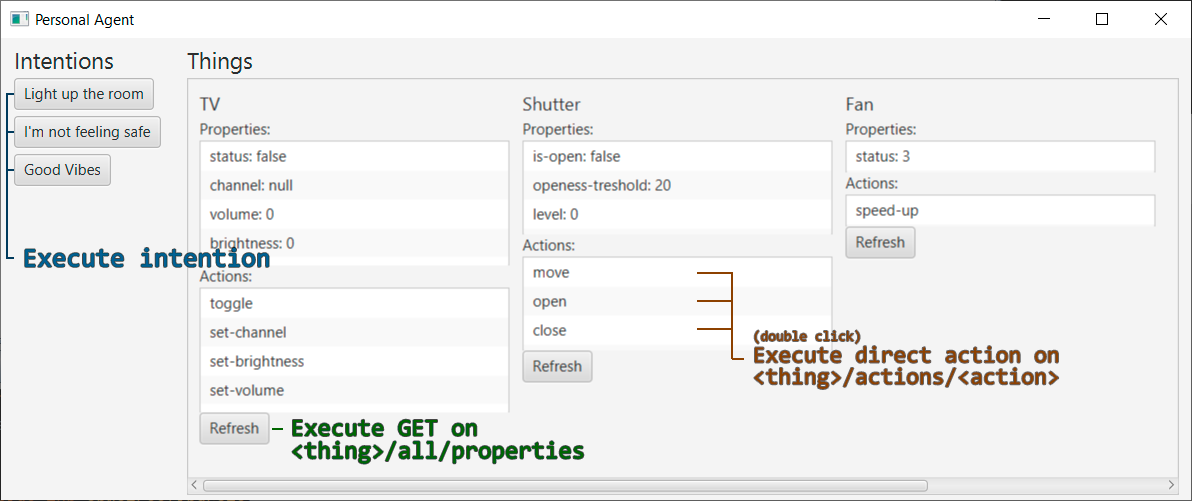 Personal Agent
Intentions
Light up the room
I'm not feeling safe
Good Vibes
Execute intention
Things
TV
Properties:
status: false
channel: null
volume: 0
brightness: 0
Actions:
toggle
set-channel
set-brightness
set-volume
Refresh
Execute GET on
<thing>/all/properties
Shutter
Properties:
is-open: false
openess-treshold: 20
level: 0
Actions:
move
open
close
Refresh
(double click)
Execute direct action on
<thing>/actions/<action>
Fan
Properties:
status: 3
Actions:
speed-up
Refresh